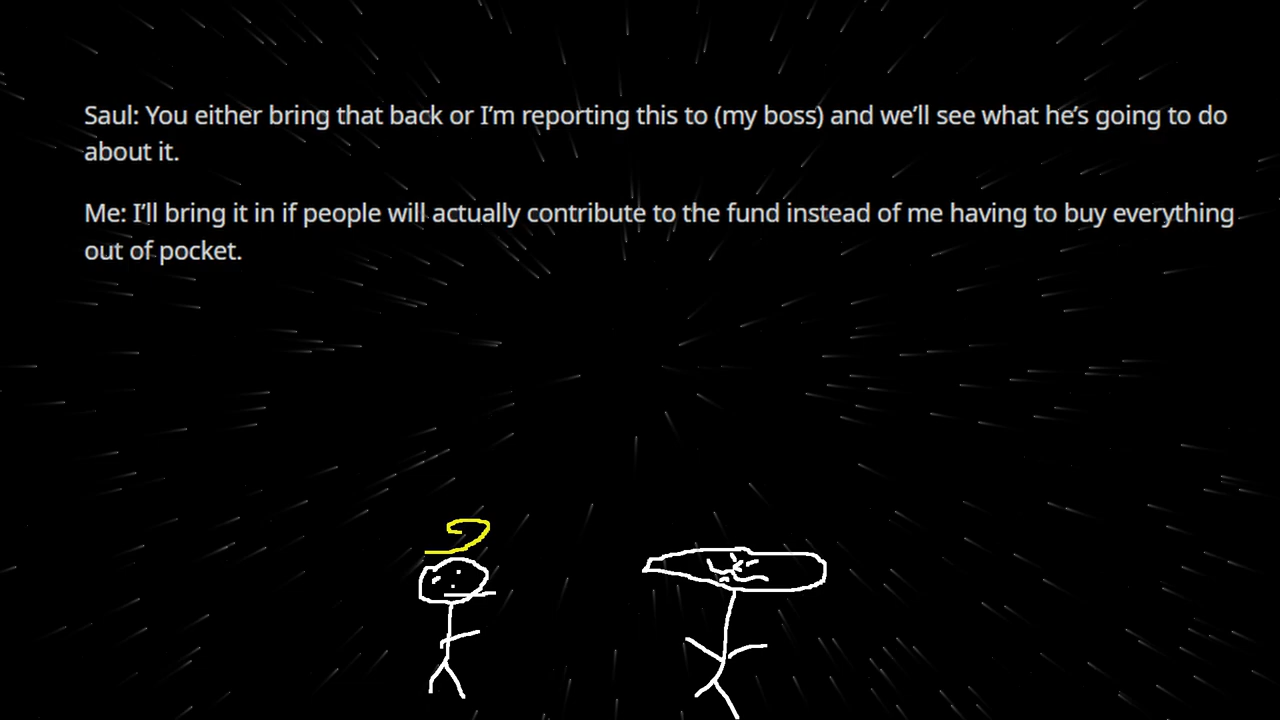 Saul: You either bring that back or I’m reporting this to (my boss) and we’ll see what he’s going to do
about it.
Me: I’ll bring it in if people will actually contribute to the fund instead of me having to buy everything
out of pocket.